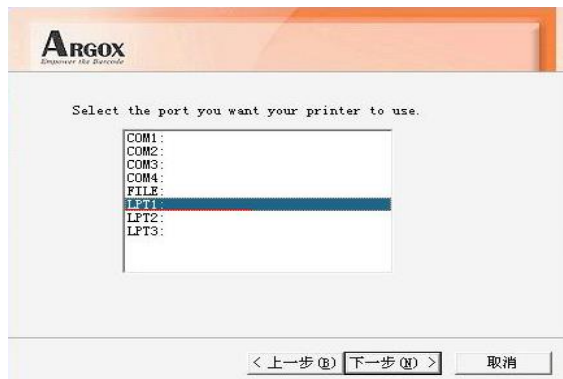 ARGOX
Empower the Barcode
Select the port you want your printer to use.
COM1:
COM2:
COM3:
COM4:
FILE:
LPT1:
LPT2:
LPT3:
< 上一步(B)
下一步(N) >
取消